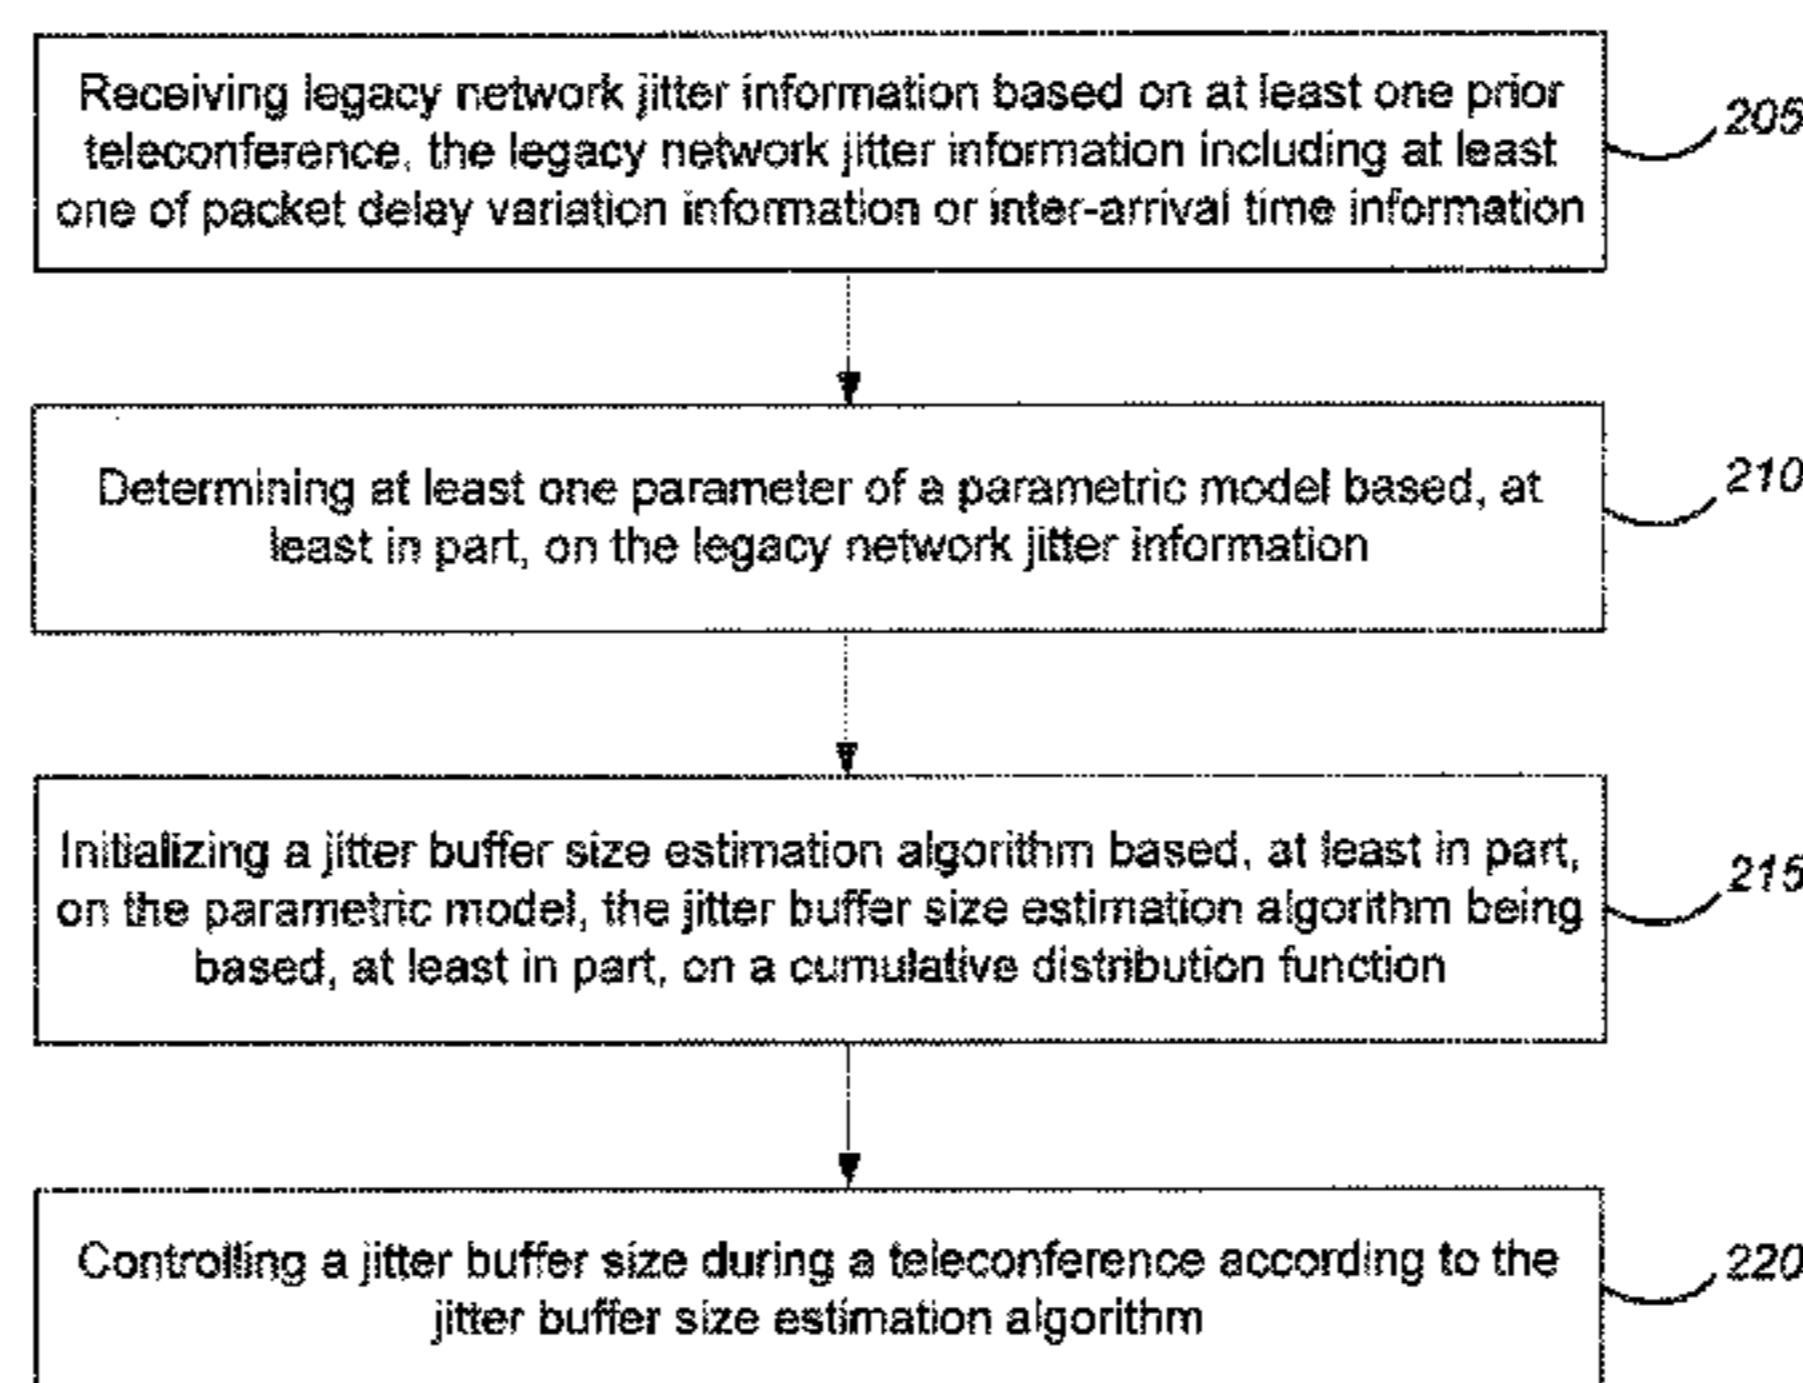 Receiving legacy network jitter information based on at least one prior
teleconference, the legacy network jitter information including at least
one of packet delay variation information or inter-arrival time information
205
Determining at least one parameter of a parametric model based, at
least in part, on the legacy network jitter information
210
Initializing a jitter buffer size estimation algorithm based, at least in part,
on the parametric model, the jitter buffer size estimation algorithm being
based, at least in part, on a cumulative distribution function
215
Controlling a jitter buffer size during a teleconference according to the
jitter buffer size estimation algorithm
220